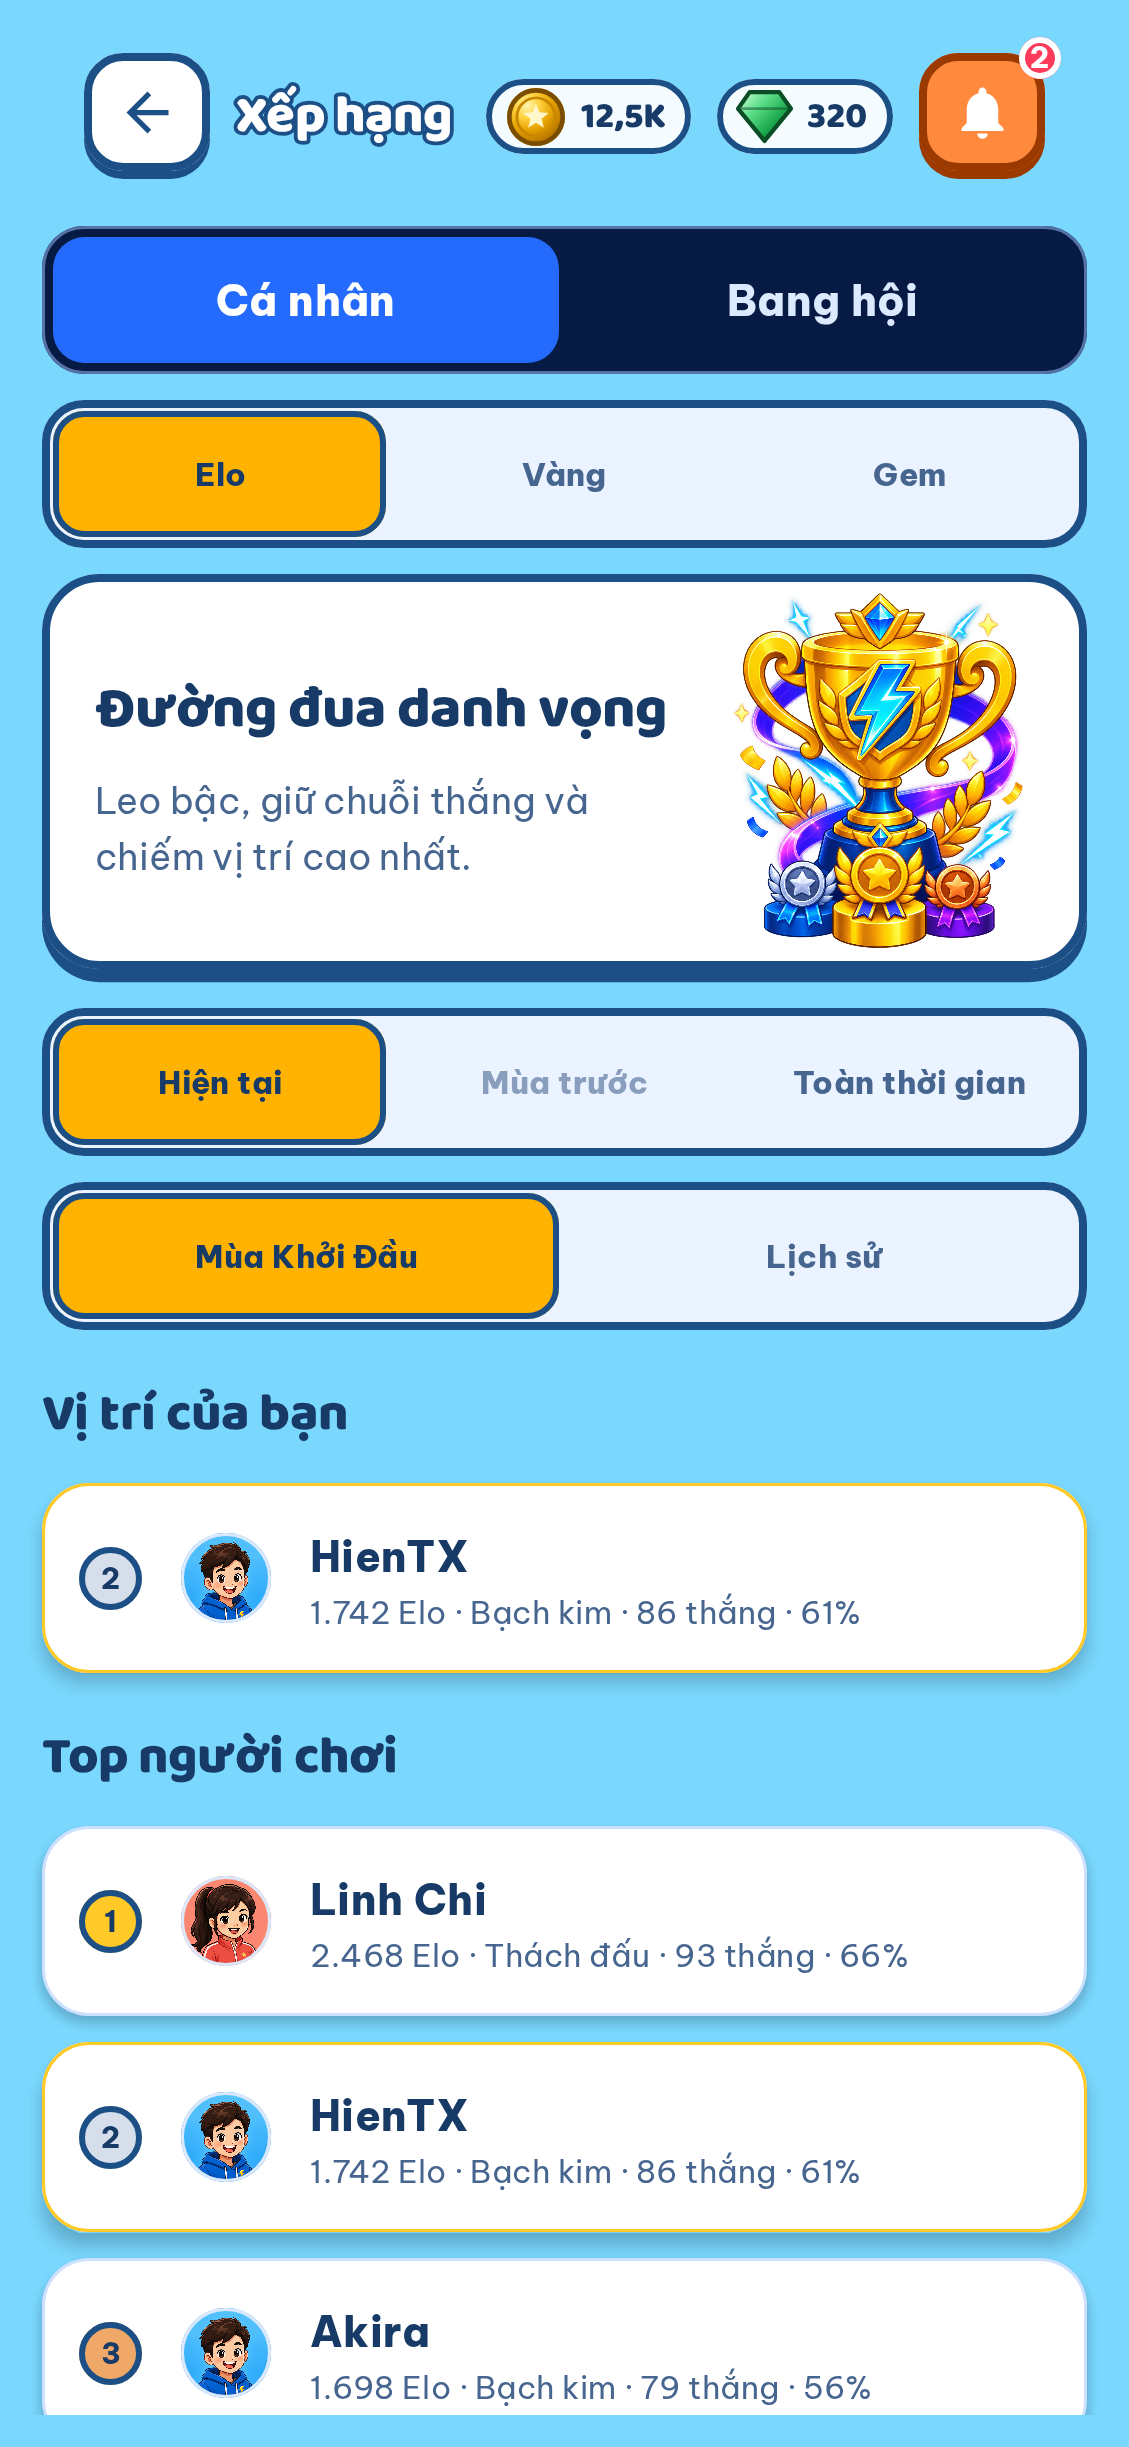 Xếp hạng
12,5K
320
2
Cá nhân
Bang hội
Elo
Vàng
Gem
Đường đua danh vọng
Leo bậc, giữ chuỗi thắng và
chiếm vị trí cao nhất.
Hiện tại
Mùa trước
Toàn thời gian
Mùa Khởi Đầu
Lịch sử
Vị trí của bạn
2
HienTX
1.742 Elo · Bạch kim · 86 thắng · 61%
Top người chơi
1
Linh Chi
2.468 Elo · Thách đấu · 93 thắng · 66%
2
HienTX
1.742 Elo · Bạch kim · 86 thắng · 61%
3
Akira
1.698 Elo · Bạch kim · 79 thắng · 56%